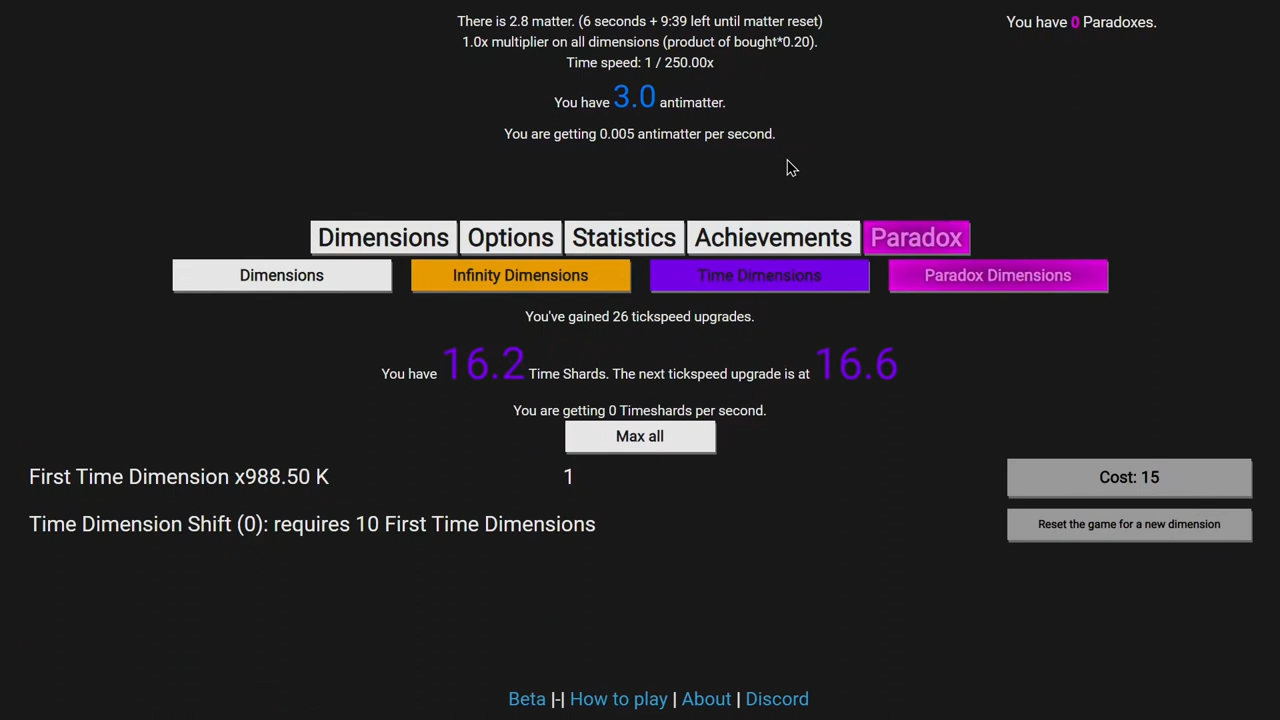 There is 2.8 matter. (6 seconds + 9:39 left until matter reset)
You have 0 Paradoxes.
1.0x multiplier on all dimensions (product of bought*0.20).
Time speed: 1 / 250.00x
You have 3.0 antimatter.
You are getting 0.005 antimatter per second.
Dimensions Options Statistics Achievements Paradox
Dimensions Infinity Dimensions Time Dimensions Paradox Dimensions
You've gained 26 tickspeed upgrades.
You have 16.2 Time Shards. The next tickspeed upgrade is at 16.6
You are getting 0 Timeshards per second.
Max all
First Time Dimension x988.50 K 1 Cost: 15
Time Dimension Shift (0): requires 10 First Time Dimensions Reset the game for a new dimension
Beta |-| How to play | About | Discord